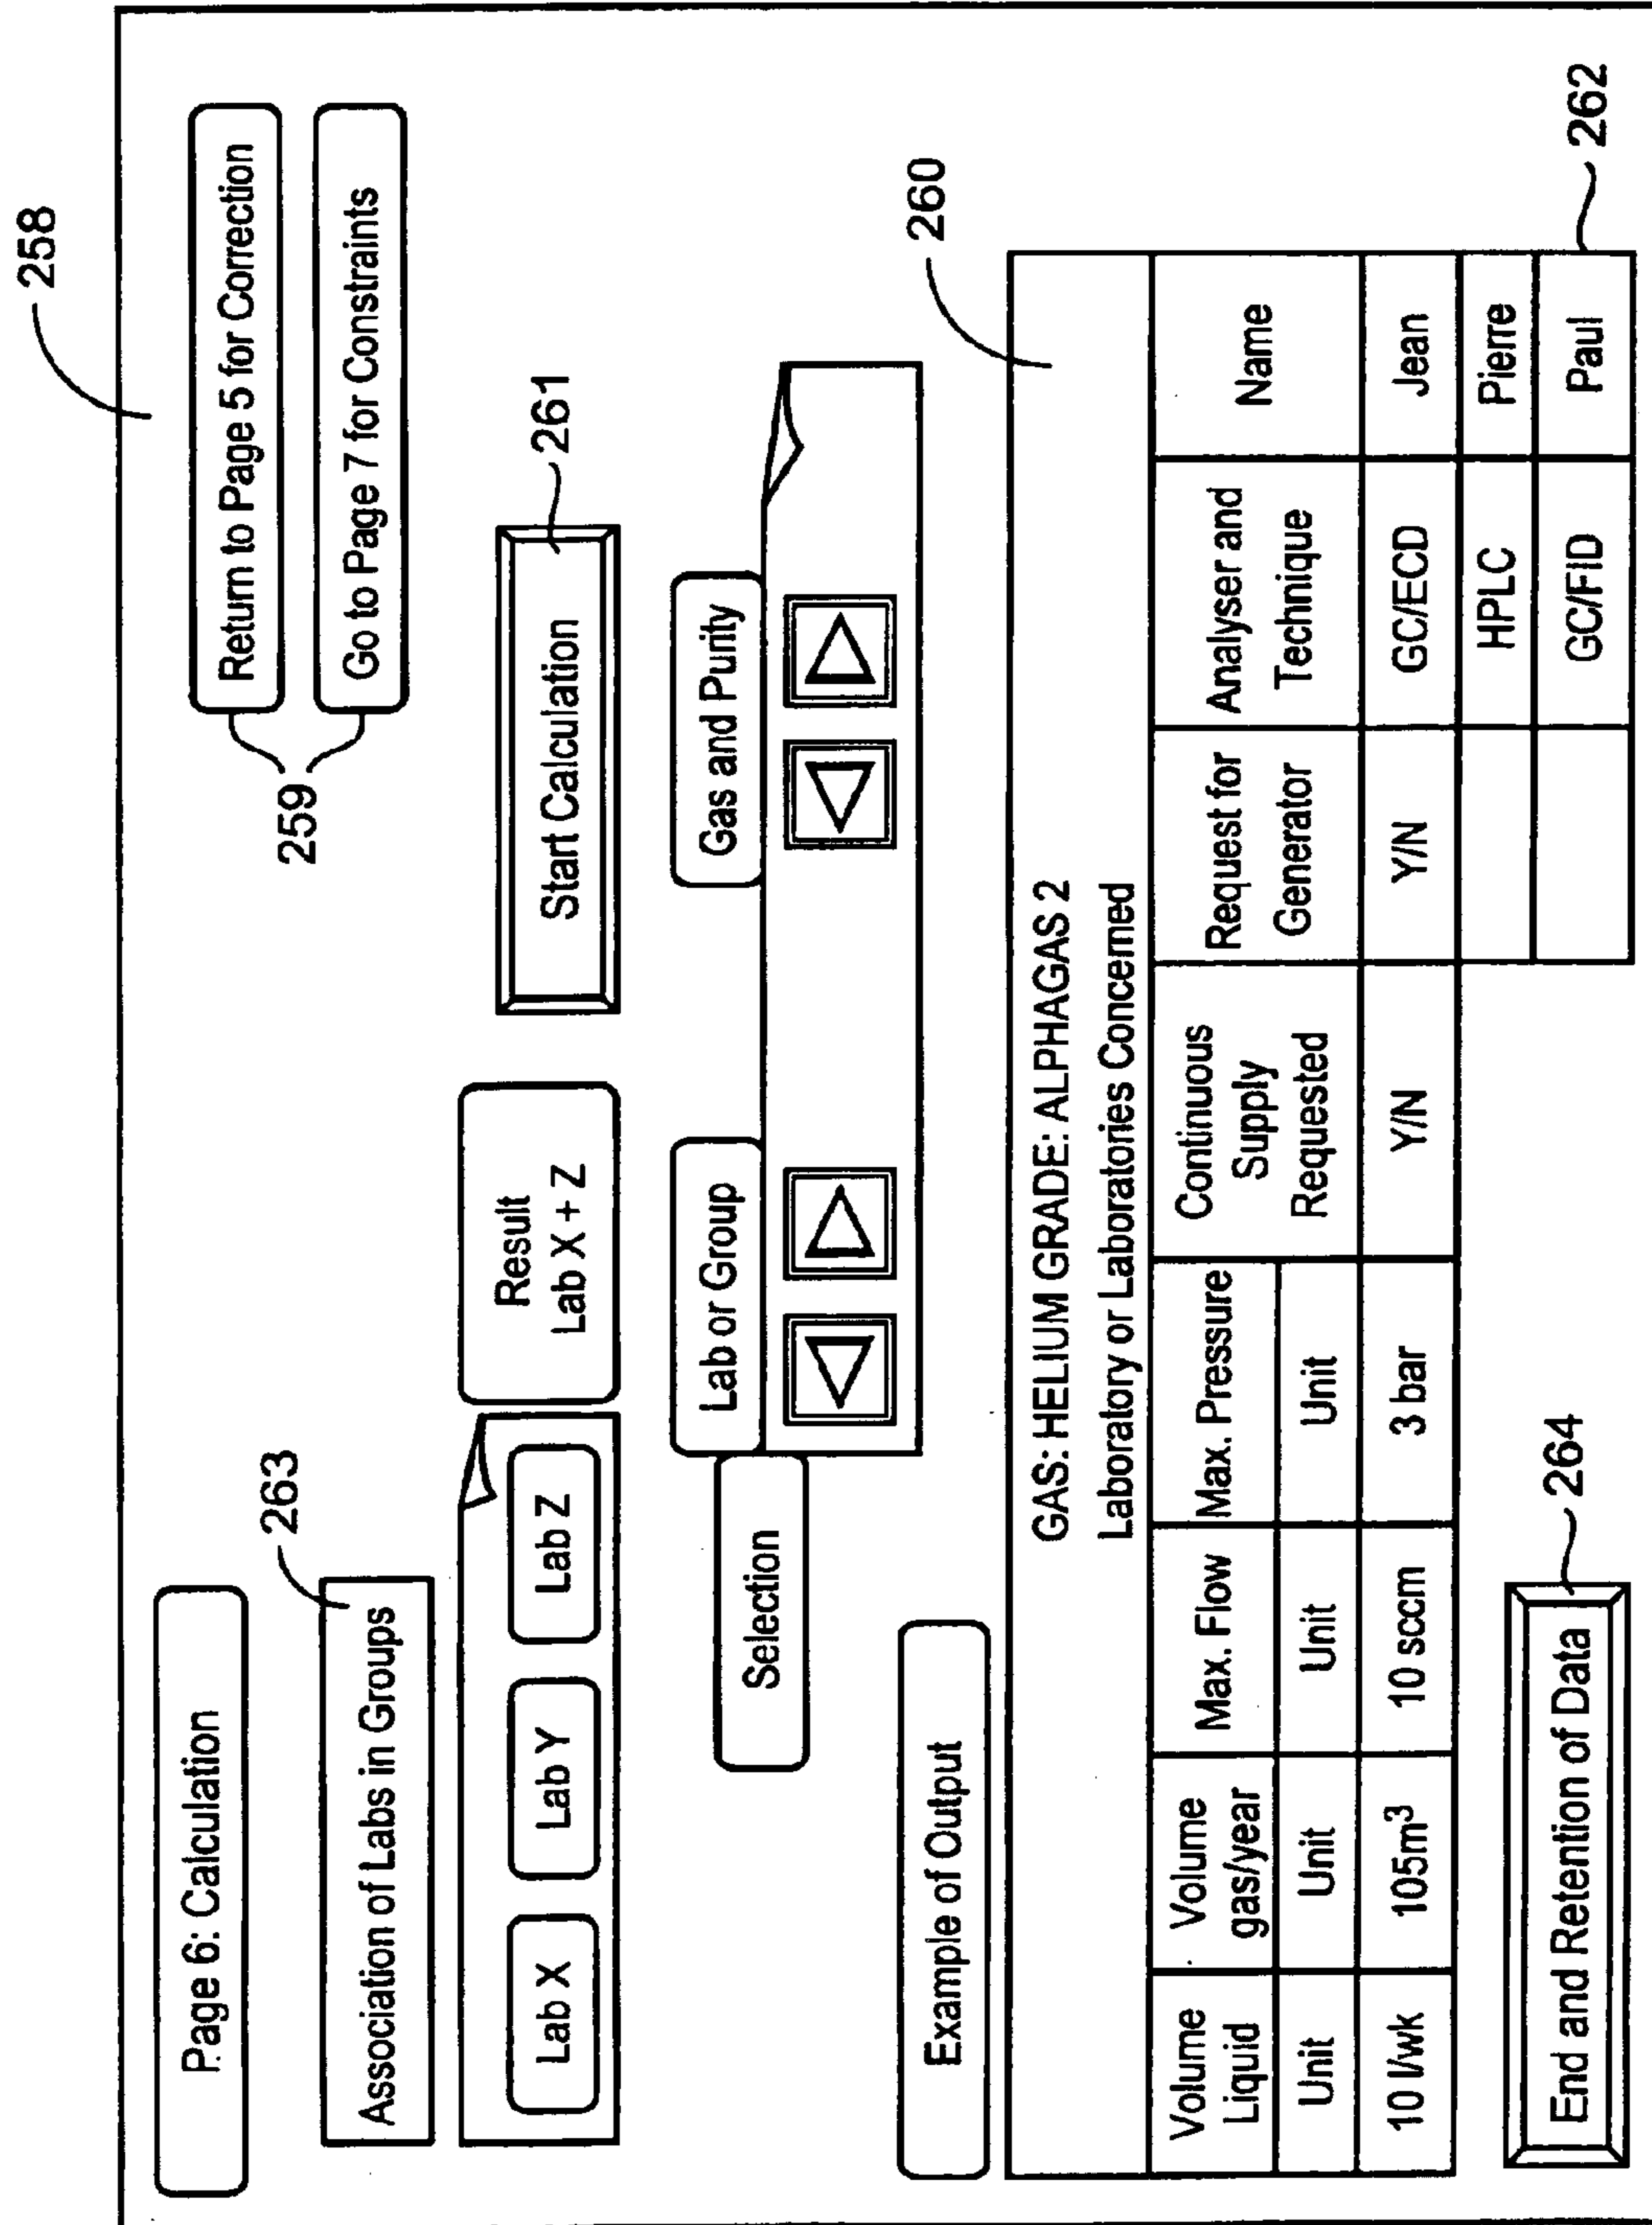 258
Page 6: Calculation
Return to Page 5 for Correction
259
Go to Page 7 for Constraints
263
Association of Labs in Groups
Lab X
Lab Y
Lab Z
Result
Lab X + Z
Start Calculation
261
Selection
Lab or Group
Gas and Purity
Example of Output
260
GAS: HELIUM GRADE: ALPHAGAS 2
Laboratory or Laboratories Concerned
Volume
Liquid
Volume
gas/year
Max. Flow
Max. Pressure
Continuous
Supply
Requested
Request for
Generator
Analyser and
Technique
Name
Unit
Unit
Unit
Unit
10 l/wk
105m³
10 sccm
3 bar
Y/N
Y/N
GC/ECD
Jean
HPLC
Pierre
GC/FID
Paul
262
End and Retention of Data
264